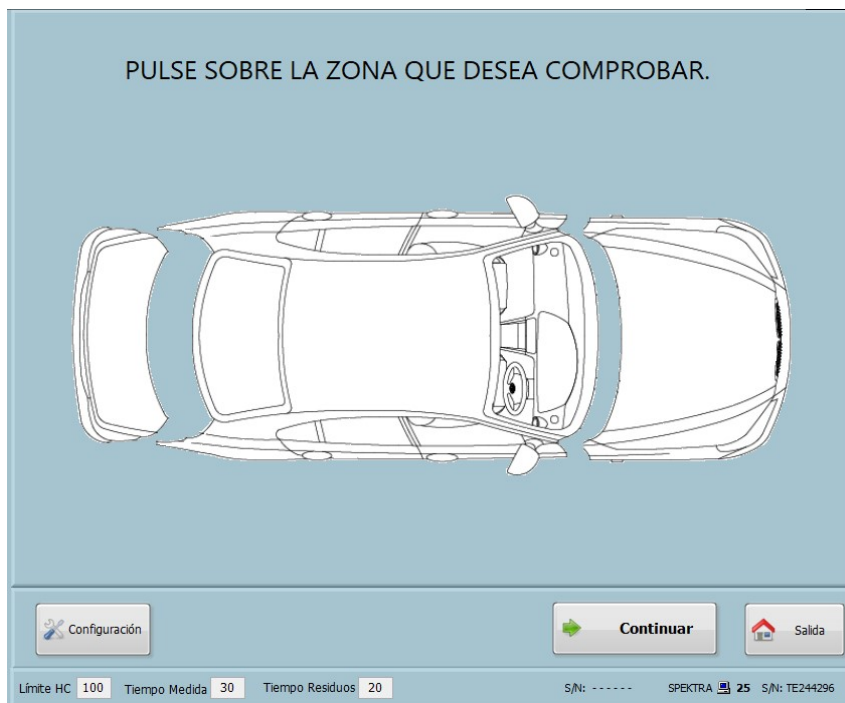 PULSE SOBRE LA ZONA QUE DESEA COMPROBAR.
Configuración
Continuar
Salida
Límite HC 100 Tiempo Medida 30 Tiempo Residuos 20 S/N: ------ SPEKTRA 25 S/N: TE244296